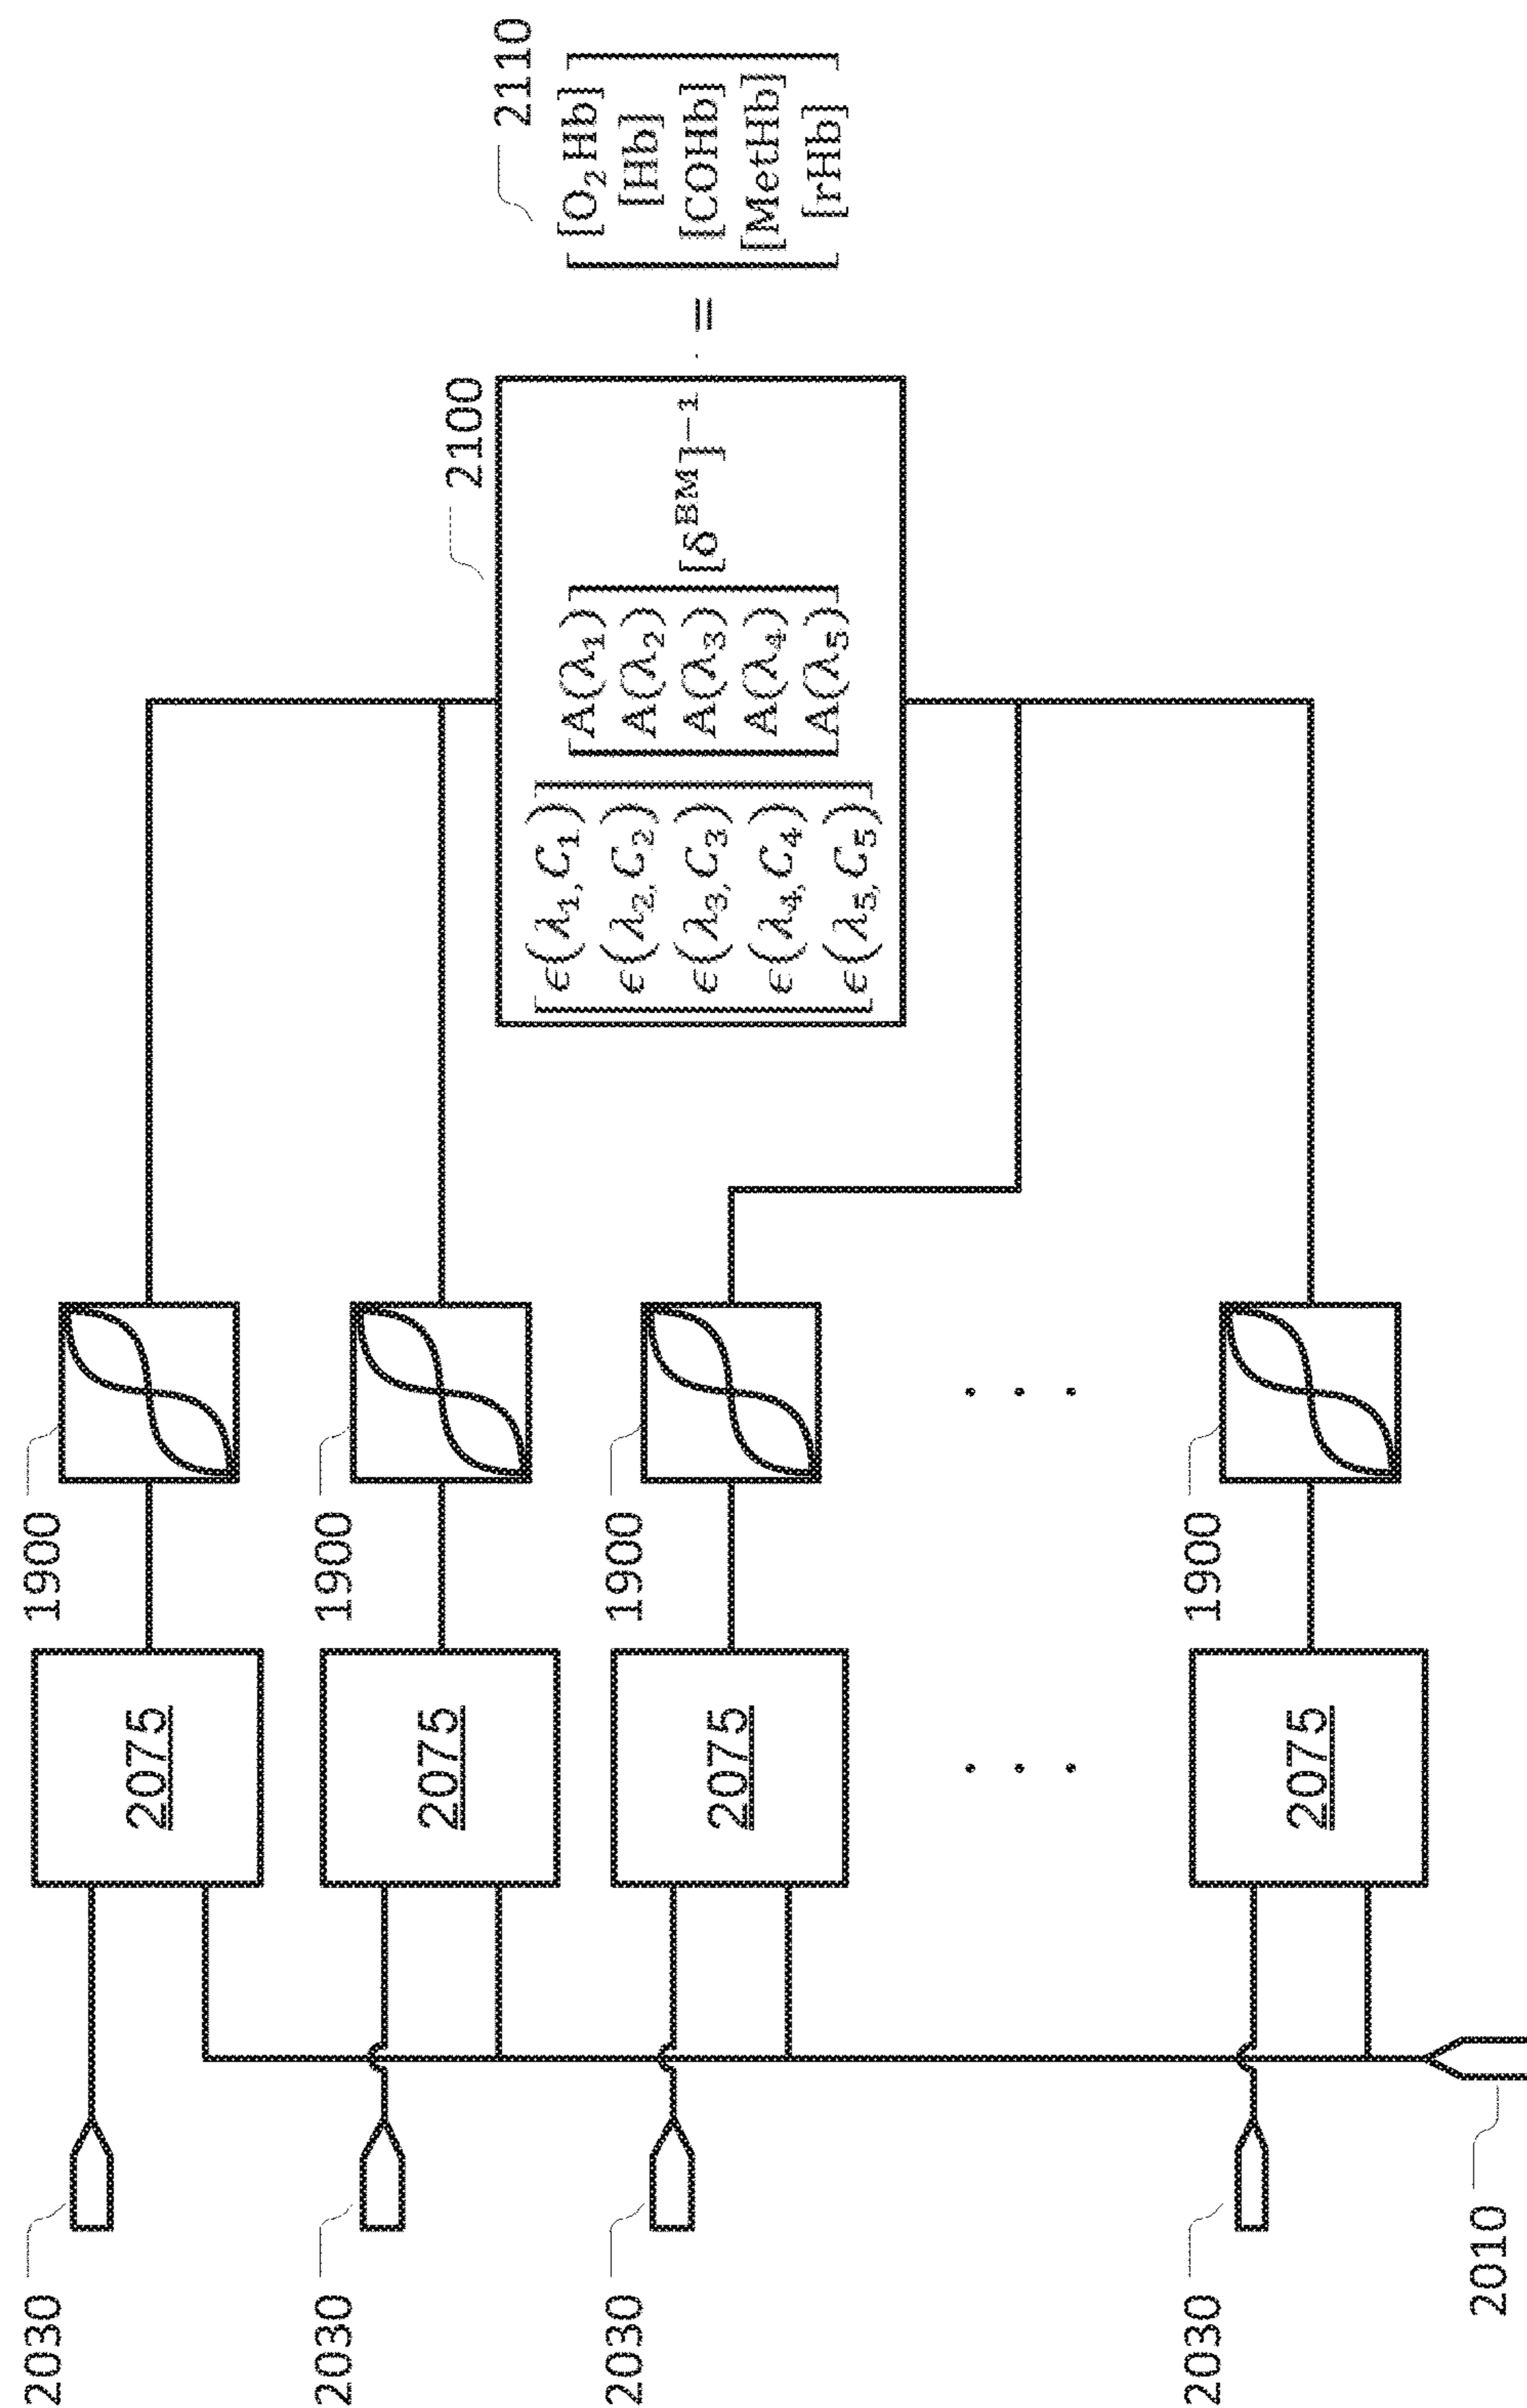 2030
2030
2030
2030
2010
2075
2075
2075
2075
1900
1900
1900
1900
. . .
. . .
2100
[ϵ(λ₁,C₁)] [A(λ₁)]
ϵ(λ₂,C₂) A(λ₂)
ϵ(λ₃,C₃) A(λ₃) [δᴮᴹ]⁻¹ =
ϵ(λ₄,C₄) A(λ₄)
ϵ(λ₅,C₅) A(λ₅)
2110
[O₂Hb]
[Hb]
[COHb]
[MetHb]
[rHb]